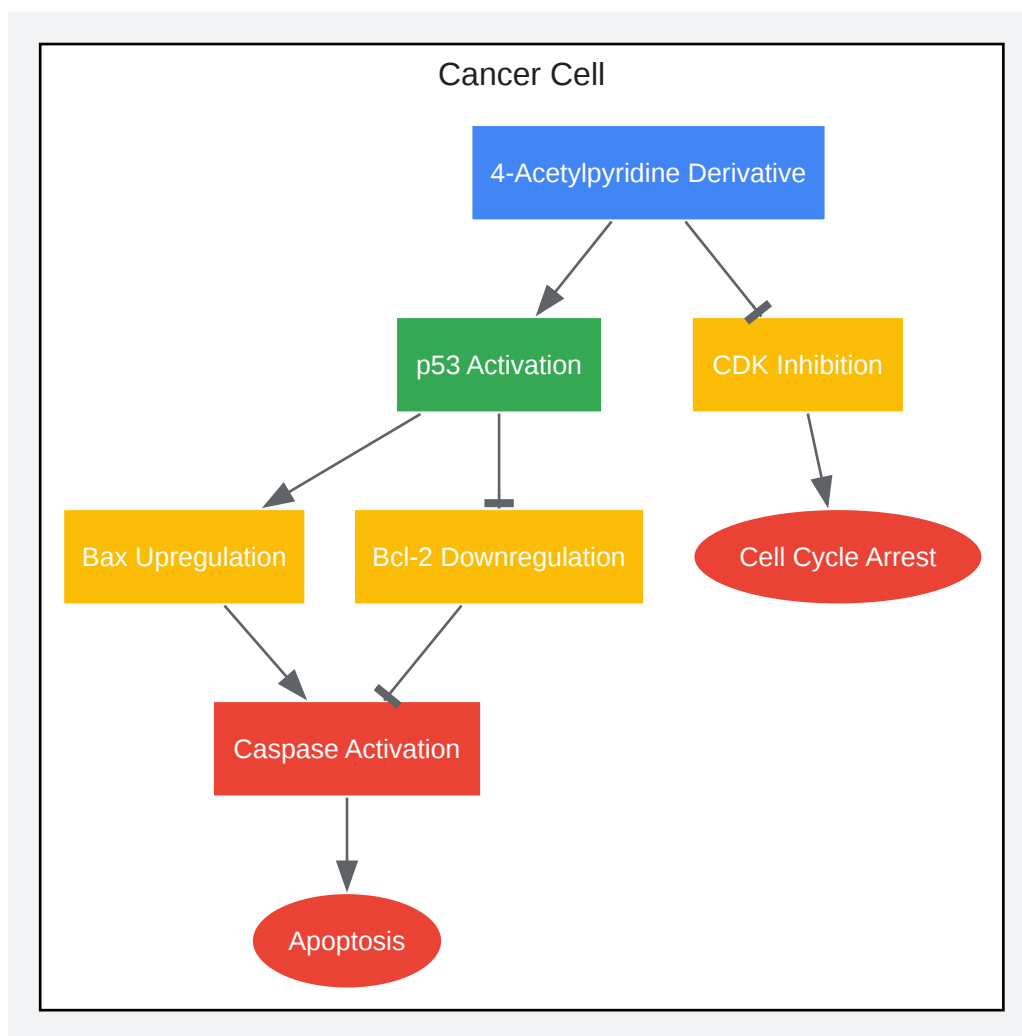 Cancer Cell
4-Acetylpyridine Derivative
p53 Activation
CDK Inhibition
Bax Upregulation
Bcl-2 Downregulation
Cell Cycle Arrest
Caspase Activation
Apoptosis